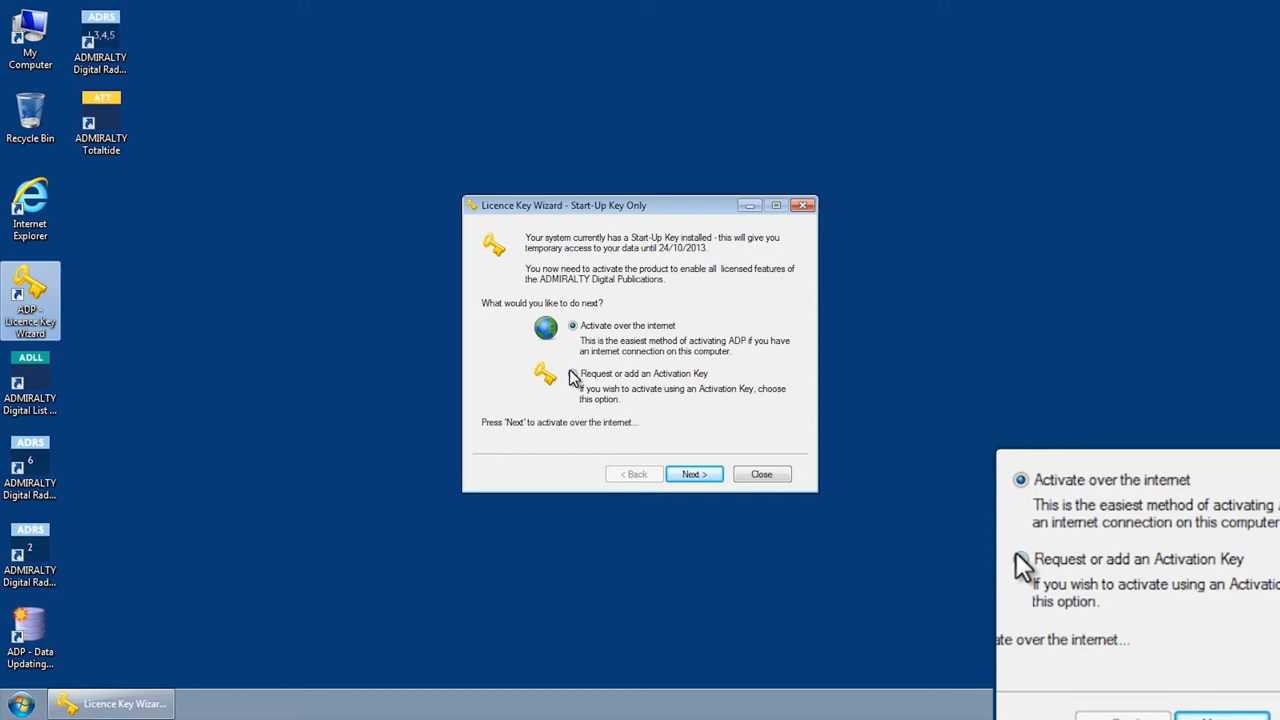 My
Computer
ADRS
1,3,4,5
ADMIRALTY
Digital Rad...
Recycle Bin
ATT
ADMIRALTY
Totaltide
Internet
Explorer
ADP -
Licence Key
Wizard
ADLL
ADMIRALTY
Digital List ...
ADRS
6
ADMIRALTY
Digital Rad...
ADRS
2
ADMIRALTY
Digital Rad...
ADP - Data
Updating...
Licence Key Wizard - Start-Up Key Only
Your system currently has a Start-Up Key installed - this will give you
temporary access to your data until 24/10/2013.
You now need to activate the product to enable all licensed features of
the ADMIRALTY Digital Publications.
What would you like to do next?
Activate over the internet
This is the easiest method of activating ADP if you have
an internet connection on this computer.
Request or add an Activation Key
If you wish to activate using an Activation Key, choose
this option.
Press 'Next' to activate over the internet...
< Back
Next >
Close
Activate over the internet
This is the easiest method of activating
an internet connection on this computer
Request or add an Activation Key
If you wish to activate using an Activatio
this option.
ate over the internet...
Licence Key Wizar...